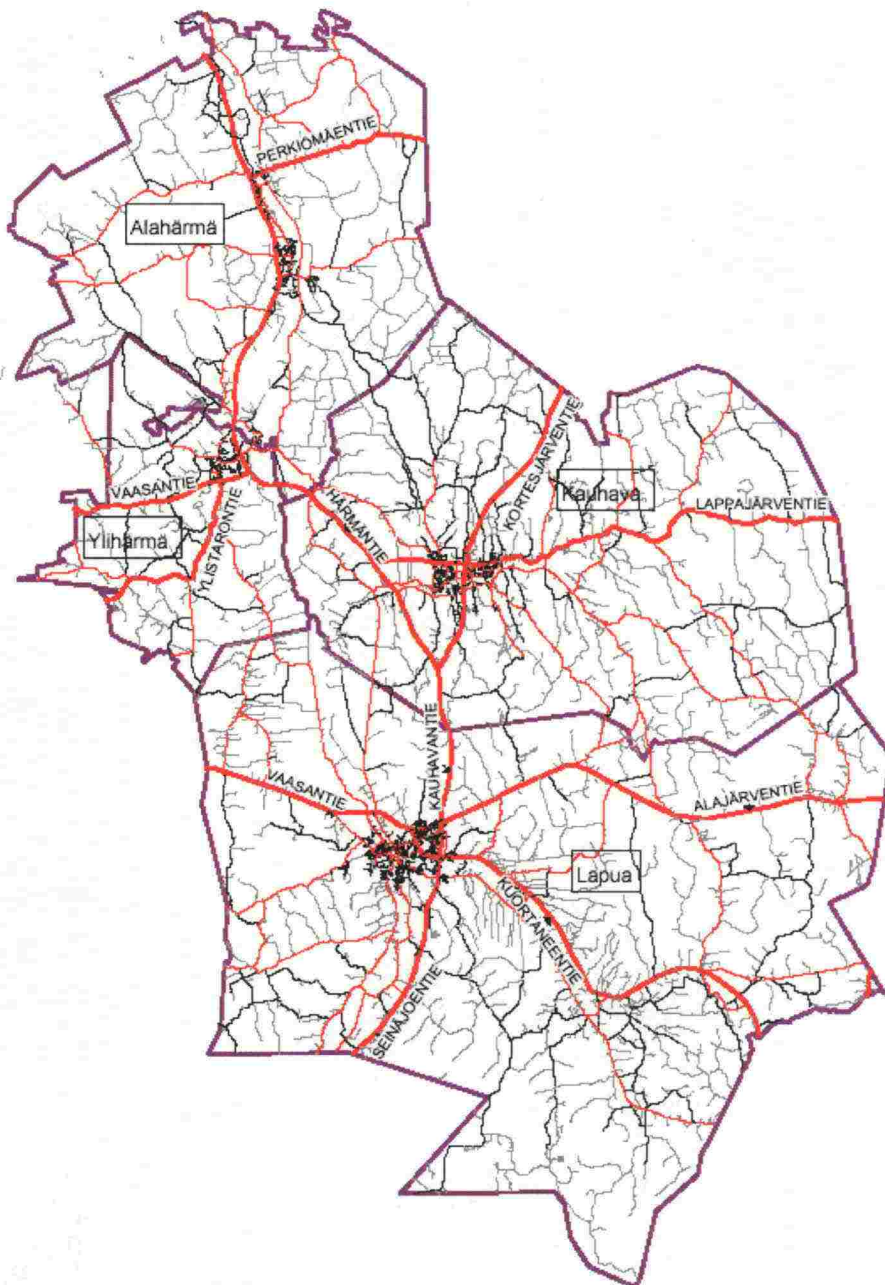 PERKIÖMÄENTIE
Alahärmä
KORTESJÄRVENTIE
Kauhava
LAPPAJÄRVENTIE
VAASANTIE
HÄRMÄNTIE
Ylihärmä
YLISTARONTIE
KAUHAVANTIE
VAASANTIE
ALAJÄRVENTIE
Lapua
KUORTANEENTIE
SEINÄJOENTIE